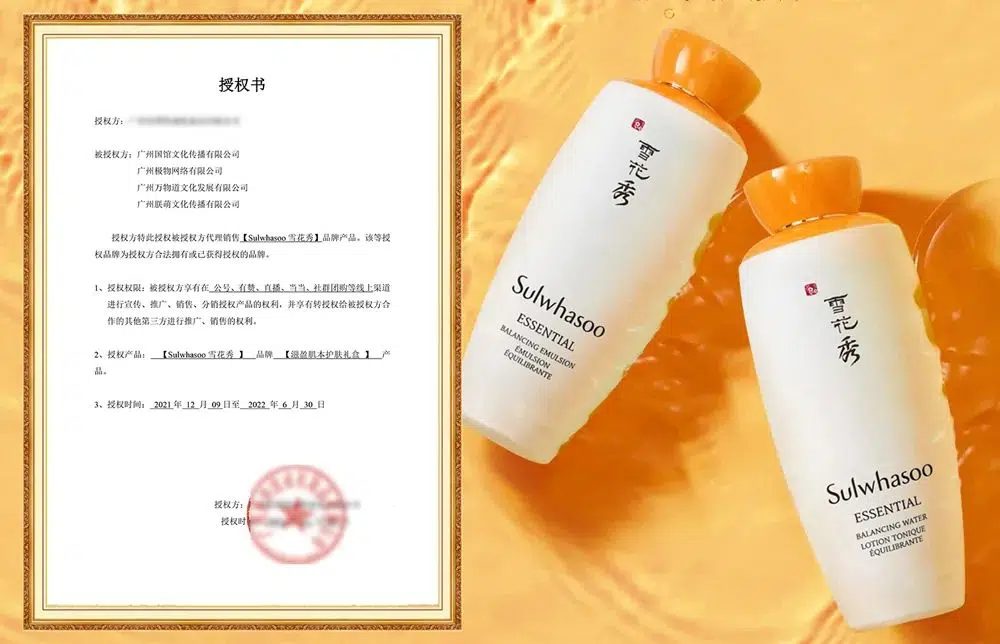 授权书
授权方：
被授权方：广州国馆文化传播有限公司
广州极物网络有限公司
广州万物道文化发展有限公司
广州朕萌文化传播有限公司
授权方特此授权被授权方代理销售【Sulwhasoo 雪花秀】品牌产品。该等授
权品牌为授权方合法拥有或已获得授权的品牌。
1、授权权限：被授权方享有在 公号、有赞、直播、当当、社群团购等线上渠道
进行宣传、推广、销售、分销授权产品的权利，并享有转授权给被授权方合
作的其他第三方进行推广、销售的权利。
2、授权产品： 【Sulwhasoo 雪花秀 】 品牌 【滋盈肌本护肤礼盒 】 产
品。
3、授权时间： 2021 年 12 月 09 日至 2022 年 6 月 30 日
授权方：
授权时
雪花秀
Sulwhasoo
ESSENTIAL
BALANCING EMULSION
ÉMULSION
ÉQUILIBRANTE
雪花秀
Sulwhasoo
ESSENTIAL
BALANCING WATER
LOTION TONIQUE
ÉQUILIBRANTE